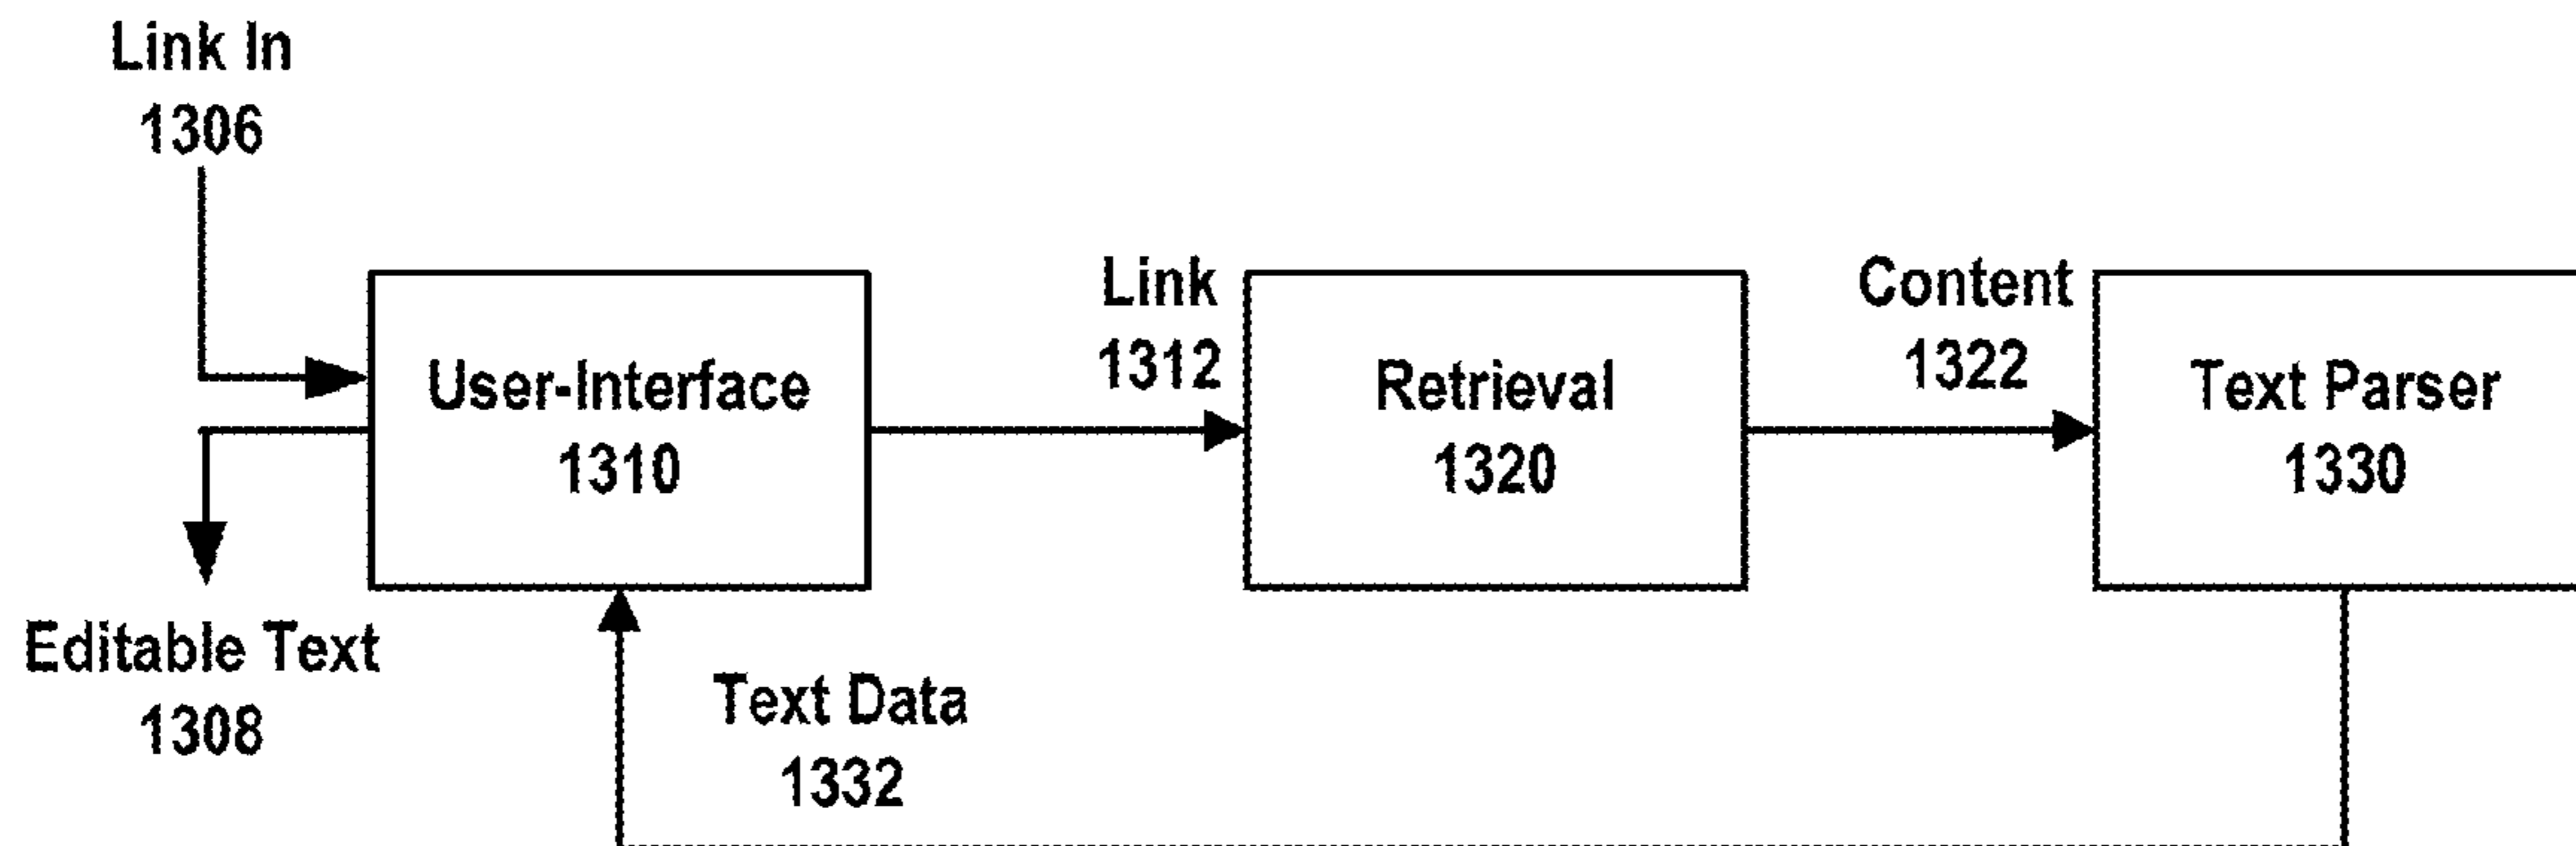 Link In
1306
User-Interface
1310
Link
1312
Retrieval
1320
Content
1322
Text Parser
1330
Editable Text
1308
Text Data
1332